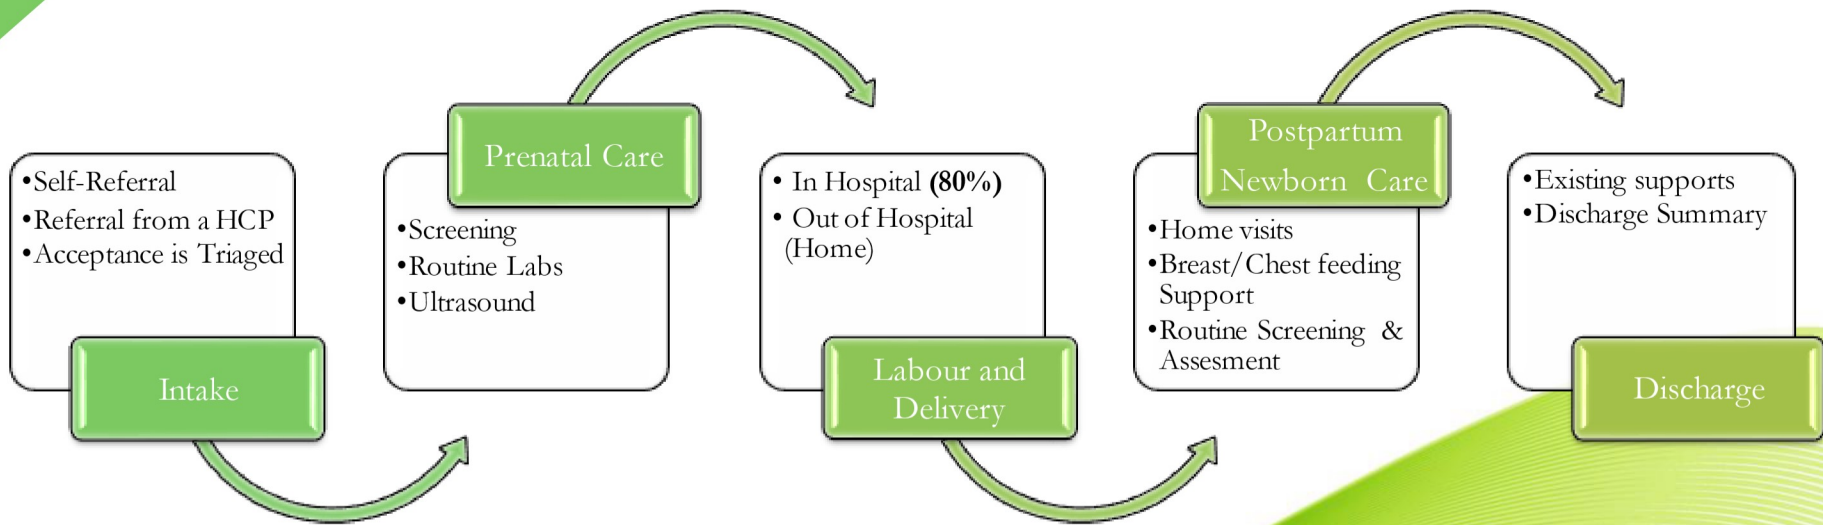 •Self-Referral
•Referral from a HCP
•Acceptance is Triaged
Intake
Prenatal Care
•Screening
•Routine Labs
•Ultrasound
• In Hospital (80%)
• Out of Hospital
(Home)
Labour and
Delivery
Postpartum
Newborn Care
•Home visits
•Breast/Chest feeding
Support
•Routine Screening &
Assesment
•Existing supports
•Discharge Summary
Discharge